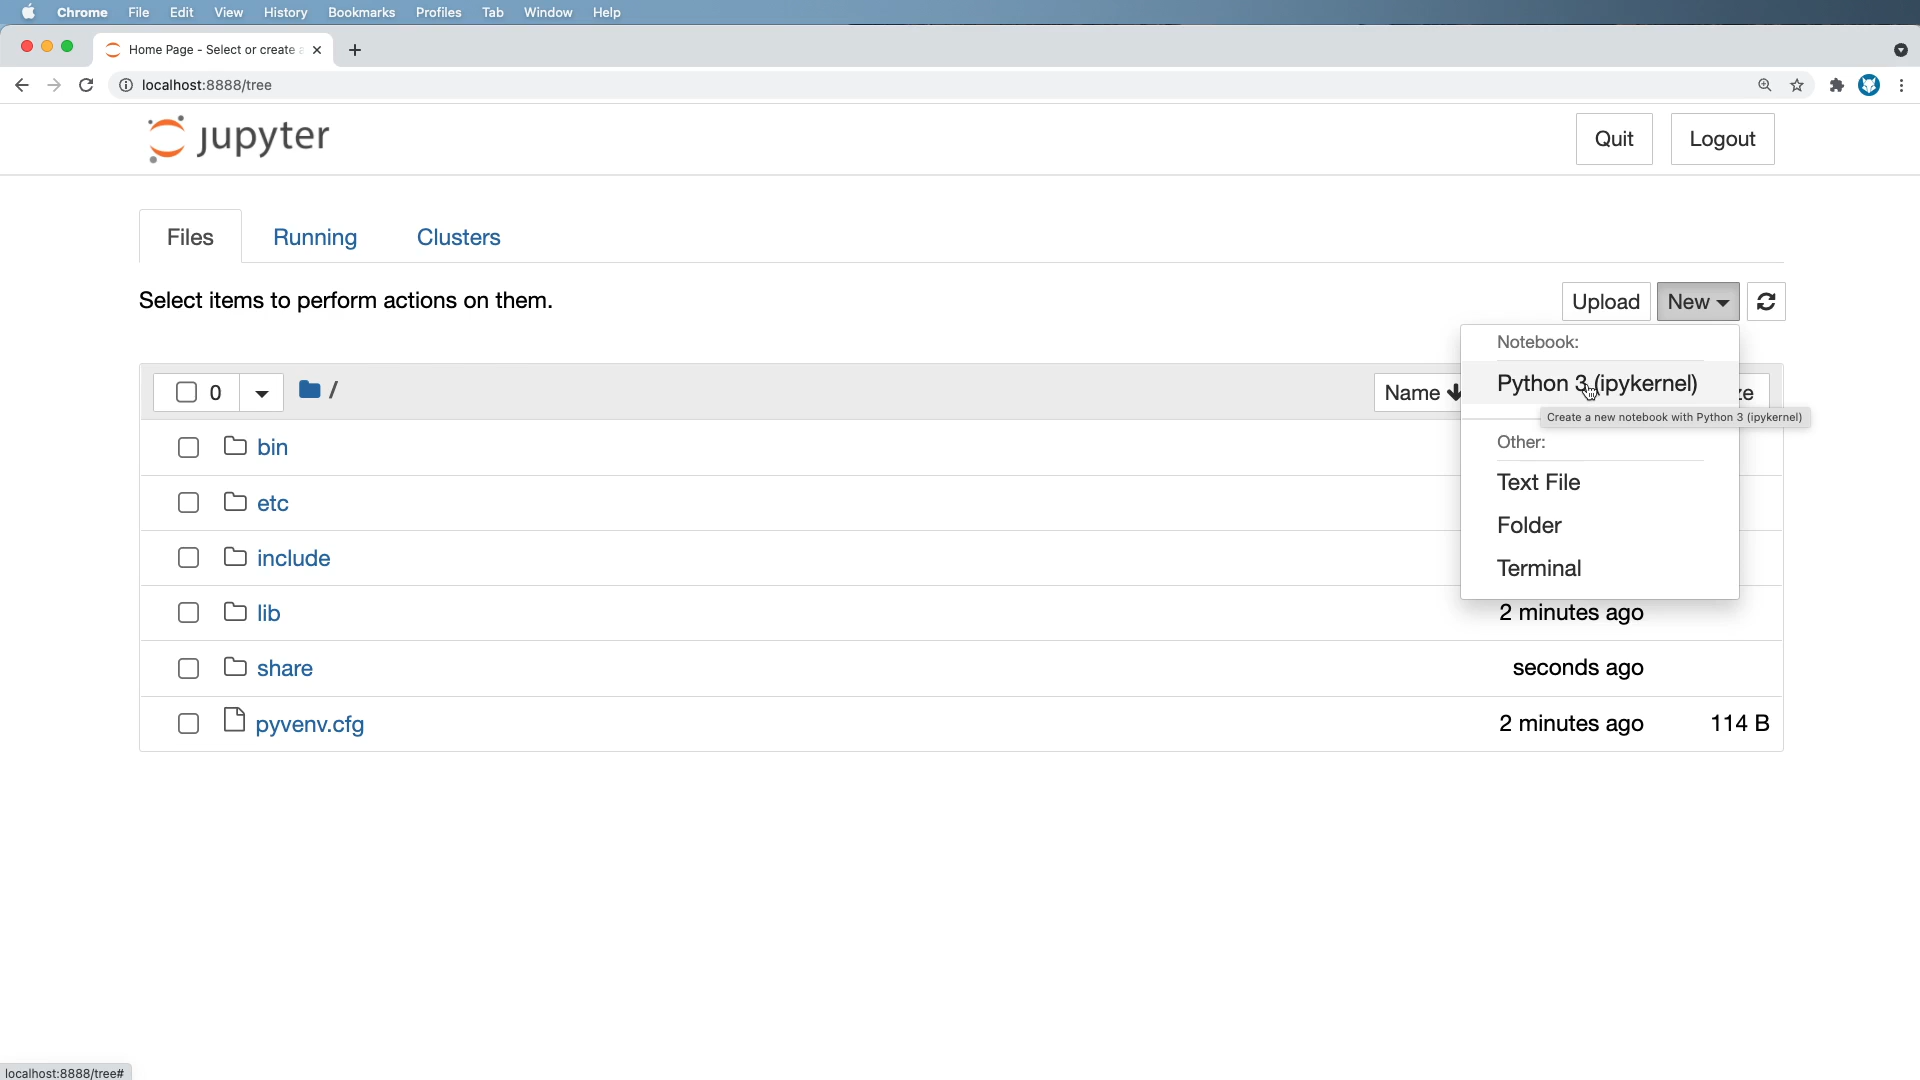 Chrome File Edit View History Bookmarks Profiles Tab Window Help
Home Page - Select or create a
localhost:8888/tree
jupyter
Quit Logout
Files Running Clusters
Select items to perform actions on them.
Upload New
Notebook:
0 / Name
Python 3 (ipykernel)
Create a new notebook with Python 3 (ipykernel)
bin
Other:
etc
Text File
Folder
include
Terminal
lib 2 minutes ago
share seconds ago
pyvenv.cfg 2 minutes ago 114 B
localhost:8888/tree#